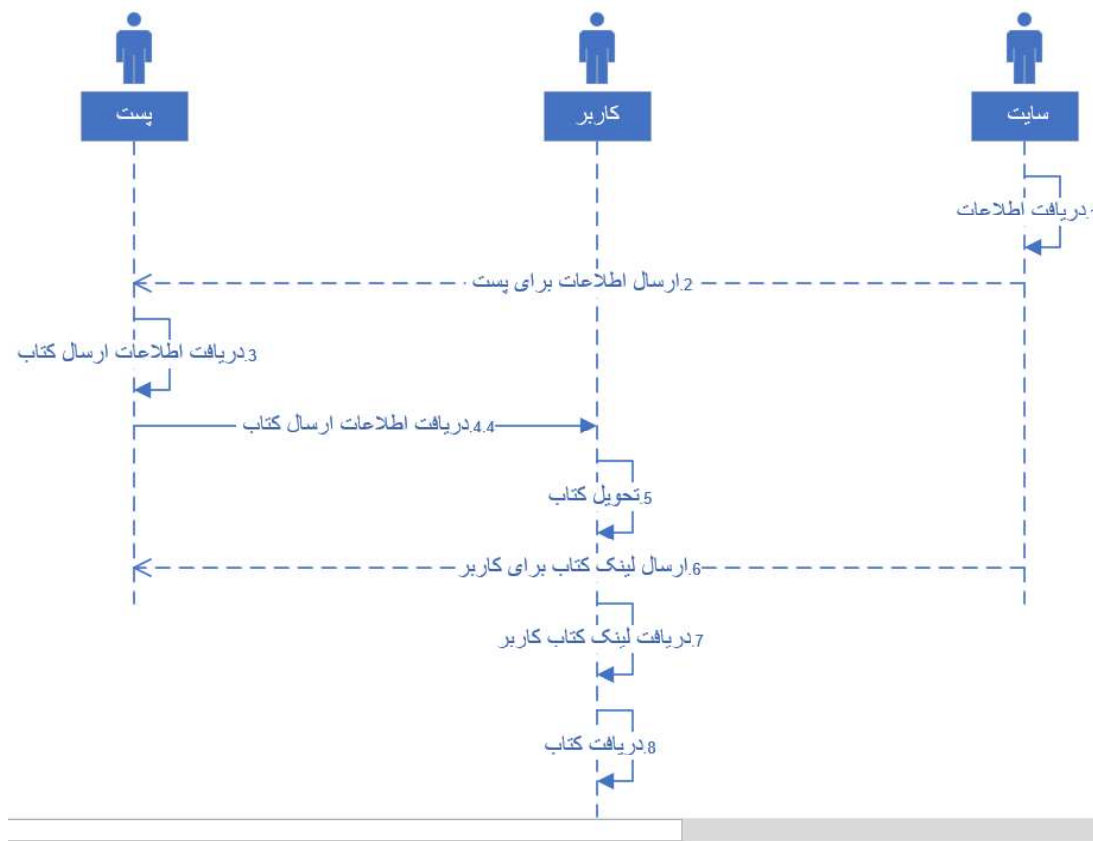 سایت
کاربر
پست
دریافت اطلاعات
2.ارسال اطلاعات برای پست
3.دریافت اطلاعات ارسال کتاب
4.4.دریافت اطلاعات ارسال کتاب
5.تحویل کتاب
6.ارسال لینک کتاب برای کاربر
7.دریافت لینک کتاب کاربر
8.دریافت کتاب